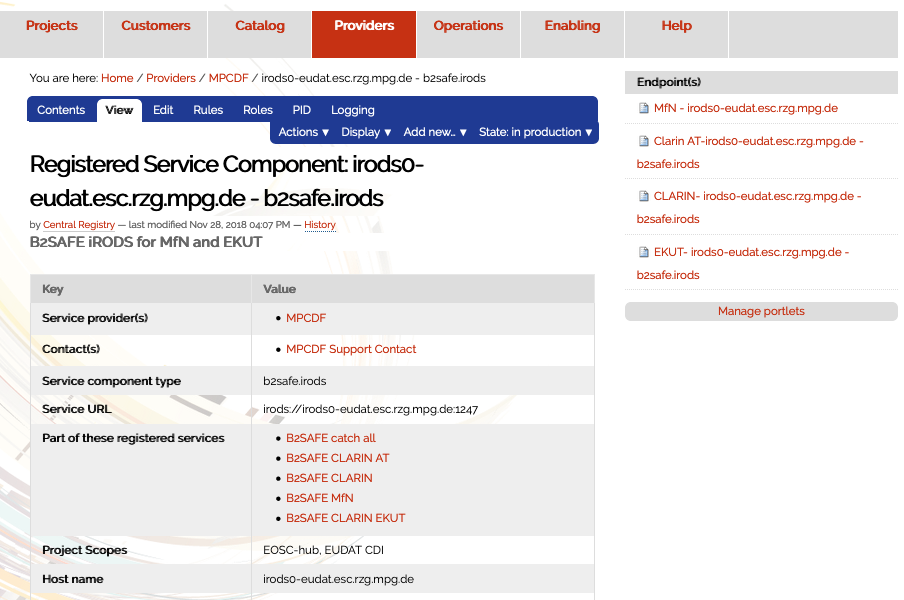 Projects
Customers
Catalog
Providers
Operations
Enabling
Help
You are here: Home / Providers / MPCDF / irods0-eudat.esc.rzg.mpg.de - b2safe.irods
Contents
View
Edit
Rules
Roles
PID
Logging
Actions ▼
Display ▼
Add new... ▼
State: in production ▼
Registered Service Component: irods0-
eudat.esc.rzg.mpg.de - b2safe.irods
by Central Registry — last modified Nov 28, 2018 04:07 PM — History
B2SAFE iRODS for MfN and EKUT
Key
Value
Service provider(s)
• MPCDF
Contact(s)
• MPCDF Support Contact
Service component type
b2safe.irods
Service URL
irods://irods0-eudat.esc.rzg.mpg.de:1247
Part of these registered services
• B2SAFE catch all
• B2SAFE CLARIN AT
• B2SAFE CLARIN
• B2SAFE MfN
• B2SAFE CLARIN EKUT
Project Scopes
EOSC-hub, EUDAT CDI
Host name
irods0-eudat.esc.rzg.mpg.de
Endpoint(s)
MfN - irods0-eudat.esc.rzg.mpg.de
Clarin AT-irods0-eudat.esc.rzg.mpg.de -
b2safe.irods
CLARIN- irods0-eudat.esc.rzg.mpg.de -
b2safe.irods
EKUT- irods0-eudat.esc.rzg.mpg.de -
b2safe.irods
Manage portlets